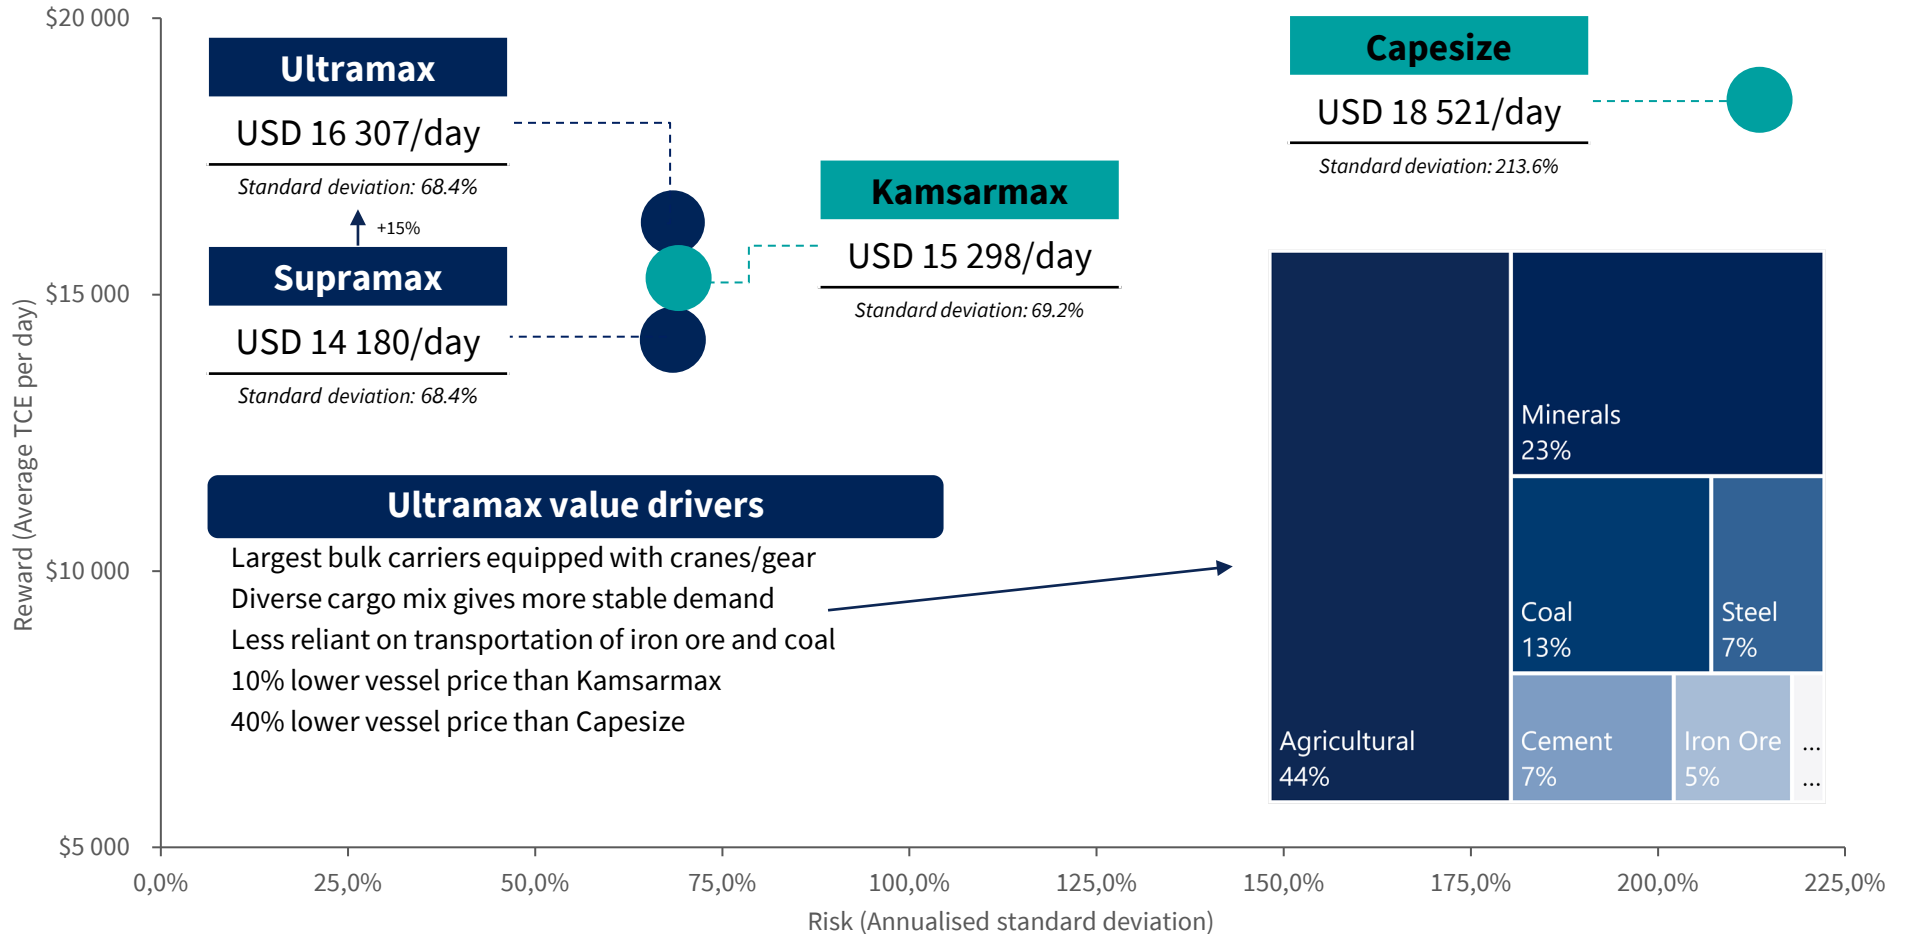 $20 000
$15 000
$10 000
$5 000
Reward (Average TCE per day)
Ultramax
USD 16 307/day
Standard deviation: 68.4%
+15%
Supramax
USD 14 180/day
Standard deviation: 68.4%
Kamsarmax
USD 15 298/day
Standard deviation: 69.2%
Capesize
USD 18 521/day
Standard deviation: 213.6%
Ultramax value drivers
Largest bulk carriers equipped with cranes/gear
Diverse cargo mix gives more stable demand
Less reliant on transportation of iron ore and coal
10% lower vessel price than Kamsarmax
40% lower vessel price than Capesize
Agricultural
44%
Minerals
23%
Coal
13%
Steel
7%
Cement
7%
Iron Ore
5%
...
...
0,0%
25,0%
50,0%
75,0%
100,0%
125,0%
150,0%
175,0%
200,0%
225,0%
Risk (Annualised standard deviation)